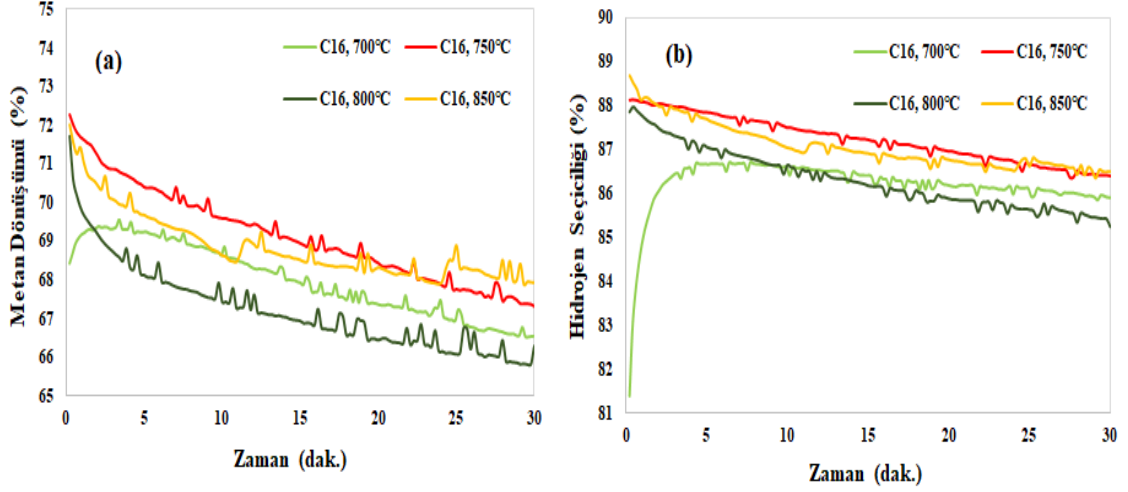 (a)
C16, 700℃
C16, 750℃
C16, 800℃
C16, 850℃
Metan Dönüşümü (%)
75
74
73
72
71
70
69
68
67
66
65
0 5 10 15 20 25 30
Zaman (dak.)
(b)
C16, 700℃
C16, 750℃
C16, 800℃
C16, 850℃
Hidrojen Seçiciliği (%)
90
89
88
87
86
85
84
83
82
81
0 5 10 15 20 25 30
Zaman (dak.)